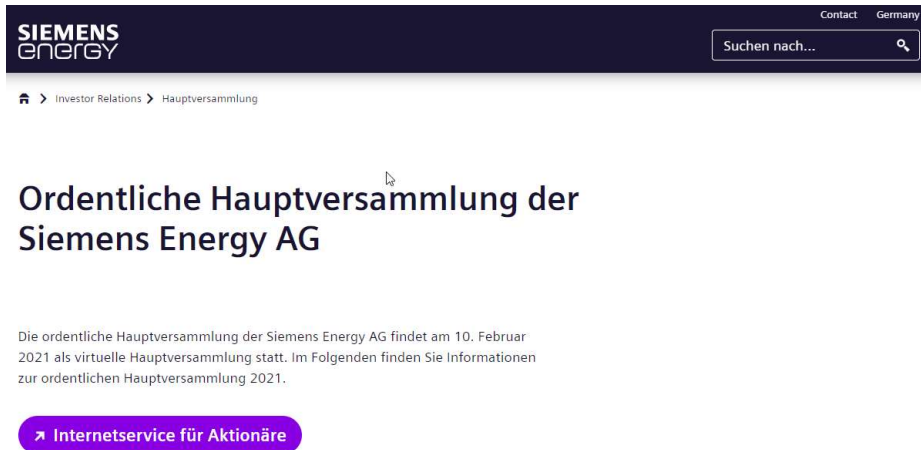 Contact Germany
SIEMENS
energy
Suchen nach...
Investor Relations Hauptversammlung
Ordentliche Hauptversammlung der
Siemens Energy AG
Die ordentliche Hauptversammlung der Siemens Energy AG findet am 10. Februar
2021 als virtuelle Hauptversammlung statt. Im Folgenden finden Sie Informationen
zur ordentlichen Hauptversammlung 2021.
Internetservice für Aktionäre